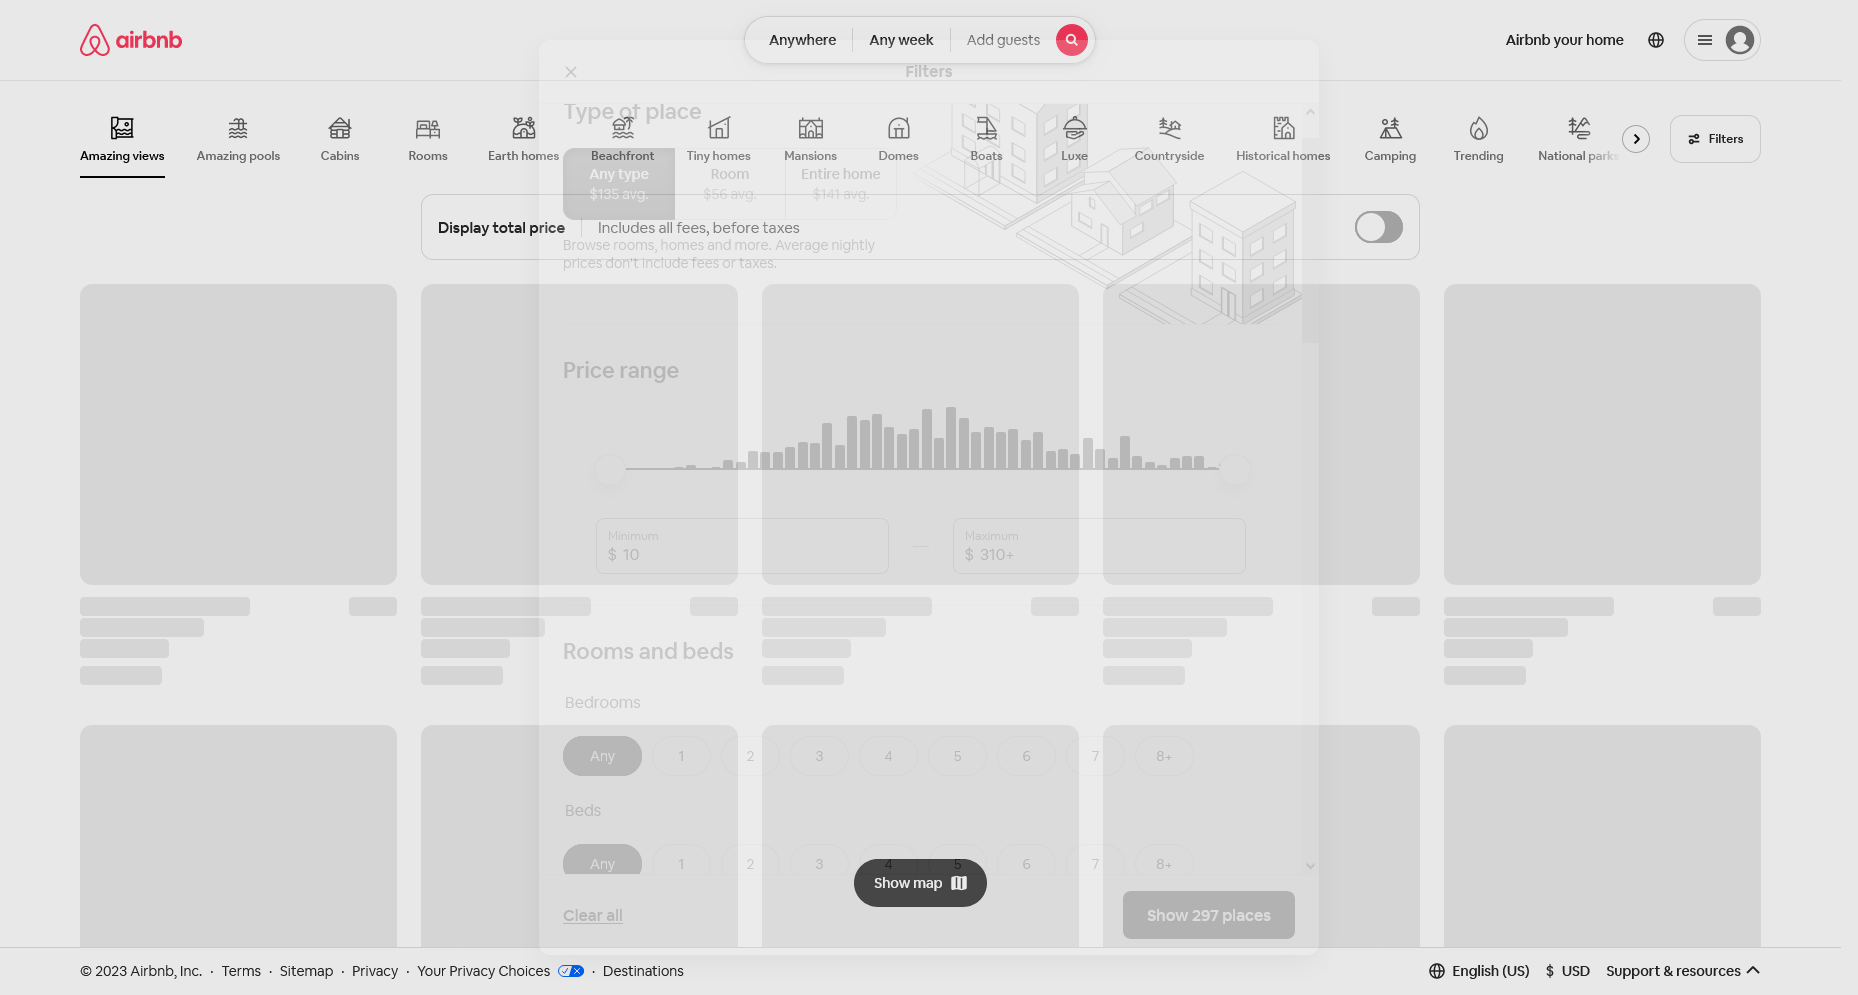 airbnb
Anywhere
Any week
Add guests
Airbnb your home
Filters
Type of place
Amazing views
Amazing pools
Cabins
Rooms
Earth homes
Beachfront
Tiny homes
Mansions
Domes
Boats
Luxe
Countryside
Historical homes
Camping
Trending
National parks
Filters
Any type
$135 avg.
Room
$56 avg.
Entire home
$141 avg.
Display total price
Includes all fees, before taxes
Browse rooms, homes and more. Average nightly
prices don't include fees or taxes.
Price range
Minimum
$ 10
—
Maximum
$ 310+
Rooms and beds
Bedrooms
Any 1 2 3 4 5 6 7 8+
Beds
Any 1 2 3 4 5 6 7 8+
Show map
Clear all
Show 297 places
© 2023 Airbnb, Inc. · Terms · Sitemap · Privacy · Your Privacy Choices · Destinations
English (US) $ USD Support & resources